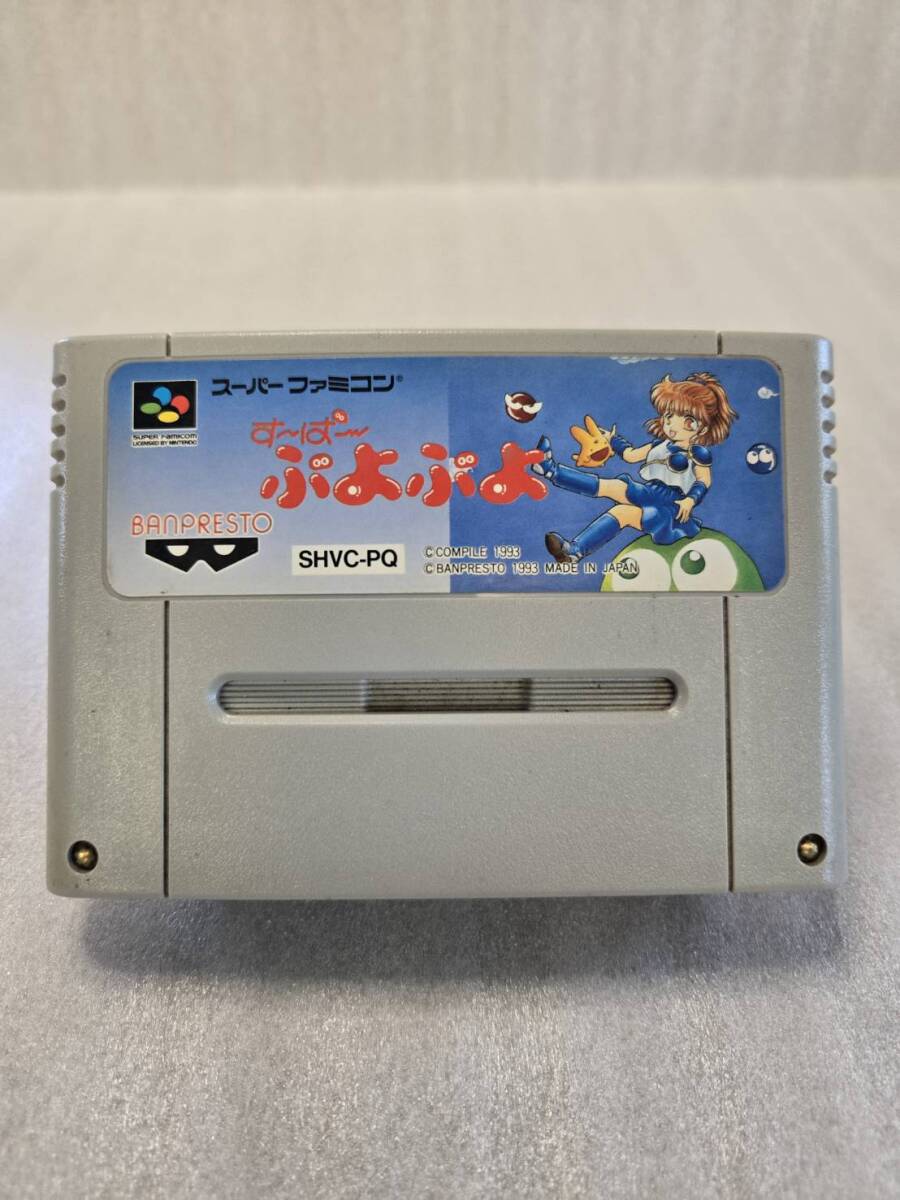 スーパーファミコン®
SUPER FAMICOM
LICENSED BY NINTENDO
す〜ぱ〜
ぷよぷよ
BANPRESTO
SHVC-PQ
© COMPILE 1993
© BANPRESTO 1993 MADE IN JAPAN